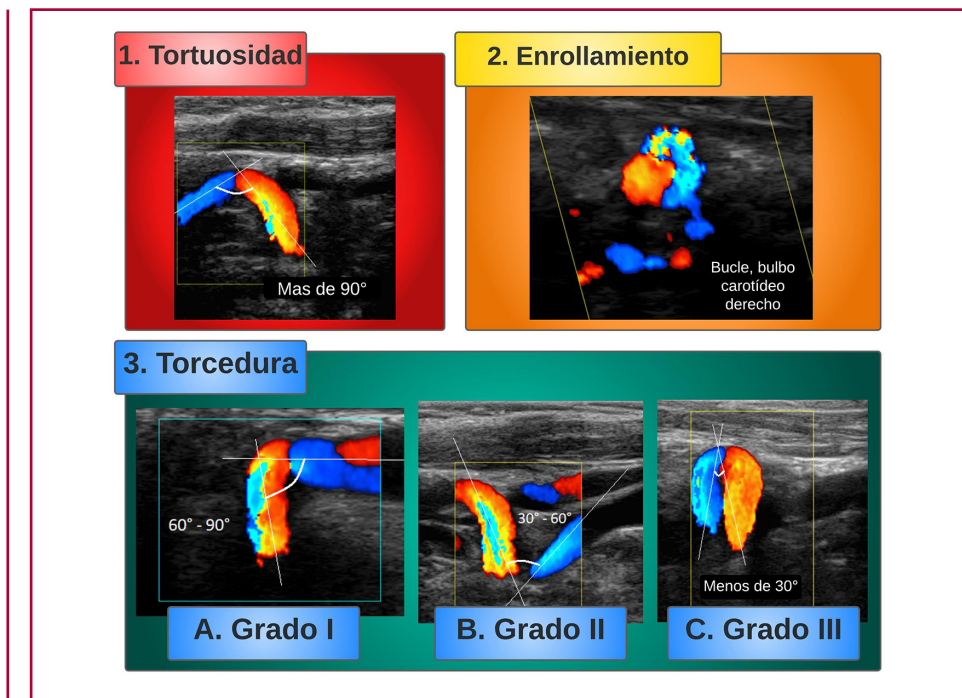 1. Tortuosidad
2. Enrollamiento
Mas de 90°
Bucle, bulbo
carotídeo
derecho
3. Torcedura
60° - 90°
30° - 60°
Menos de 30°
A. Grado I
B. Grado II
C. Grado III